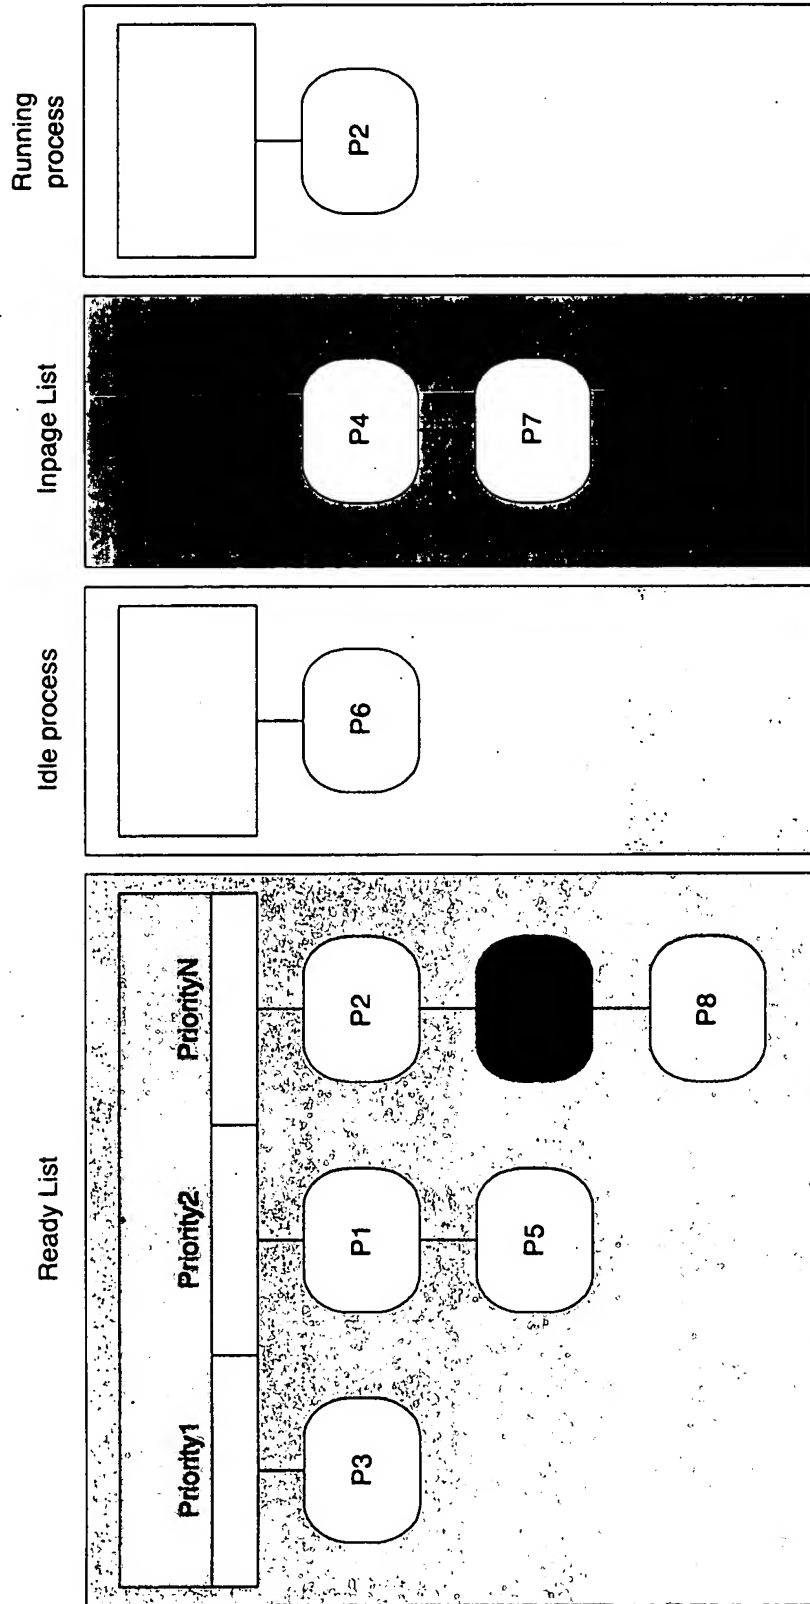 Ready List
Idle process
Inpage List
Running
process
Priority1
Priority2
PriorityN
P3
P1
P2
P6
P4
P2
P5
P7
P8